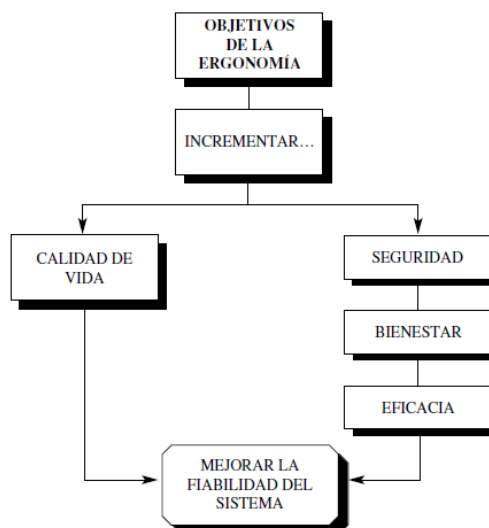 OBJETIVOS
DE LA
ERGONOMÍA
INCREMENTAR…
CALIDAD DE
VIDA
SEGURIDAD
BIENESTAR
EFICACIA
MEJORAR LA
FIABILIDAD DEL
SISTEMA